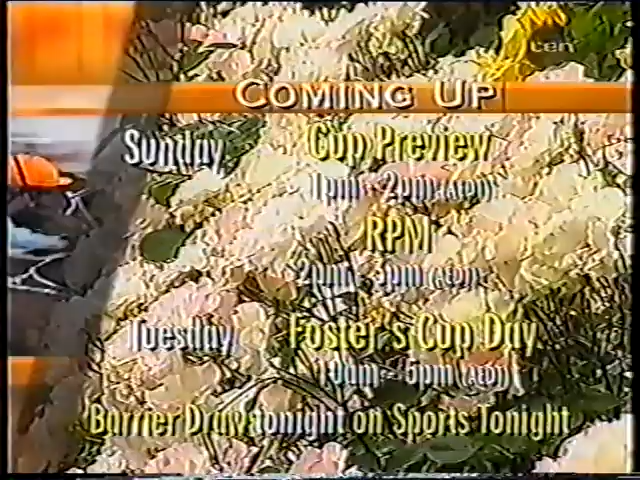 ten
COMING UP
Sunday Cup Preview
1pm - 2pm (AEDT)
RPM
2pm - 3pm (AEDT)
Tuesday Foster's Cup Day
10am - 5pm (AEDT)
Barrier Draw tonight on Sports Tonight